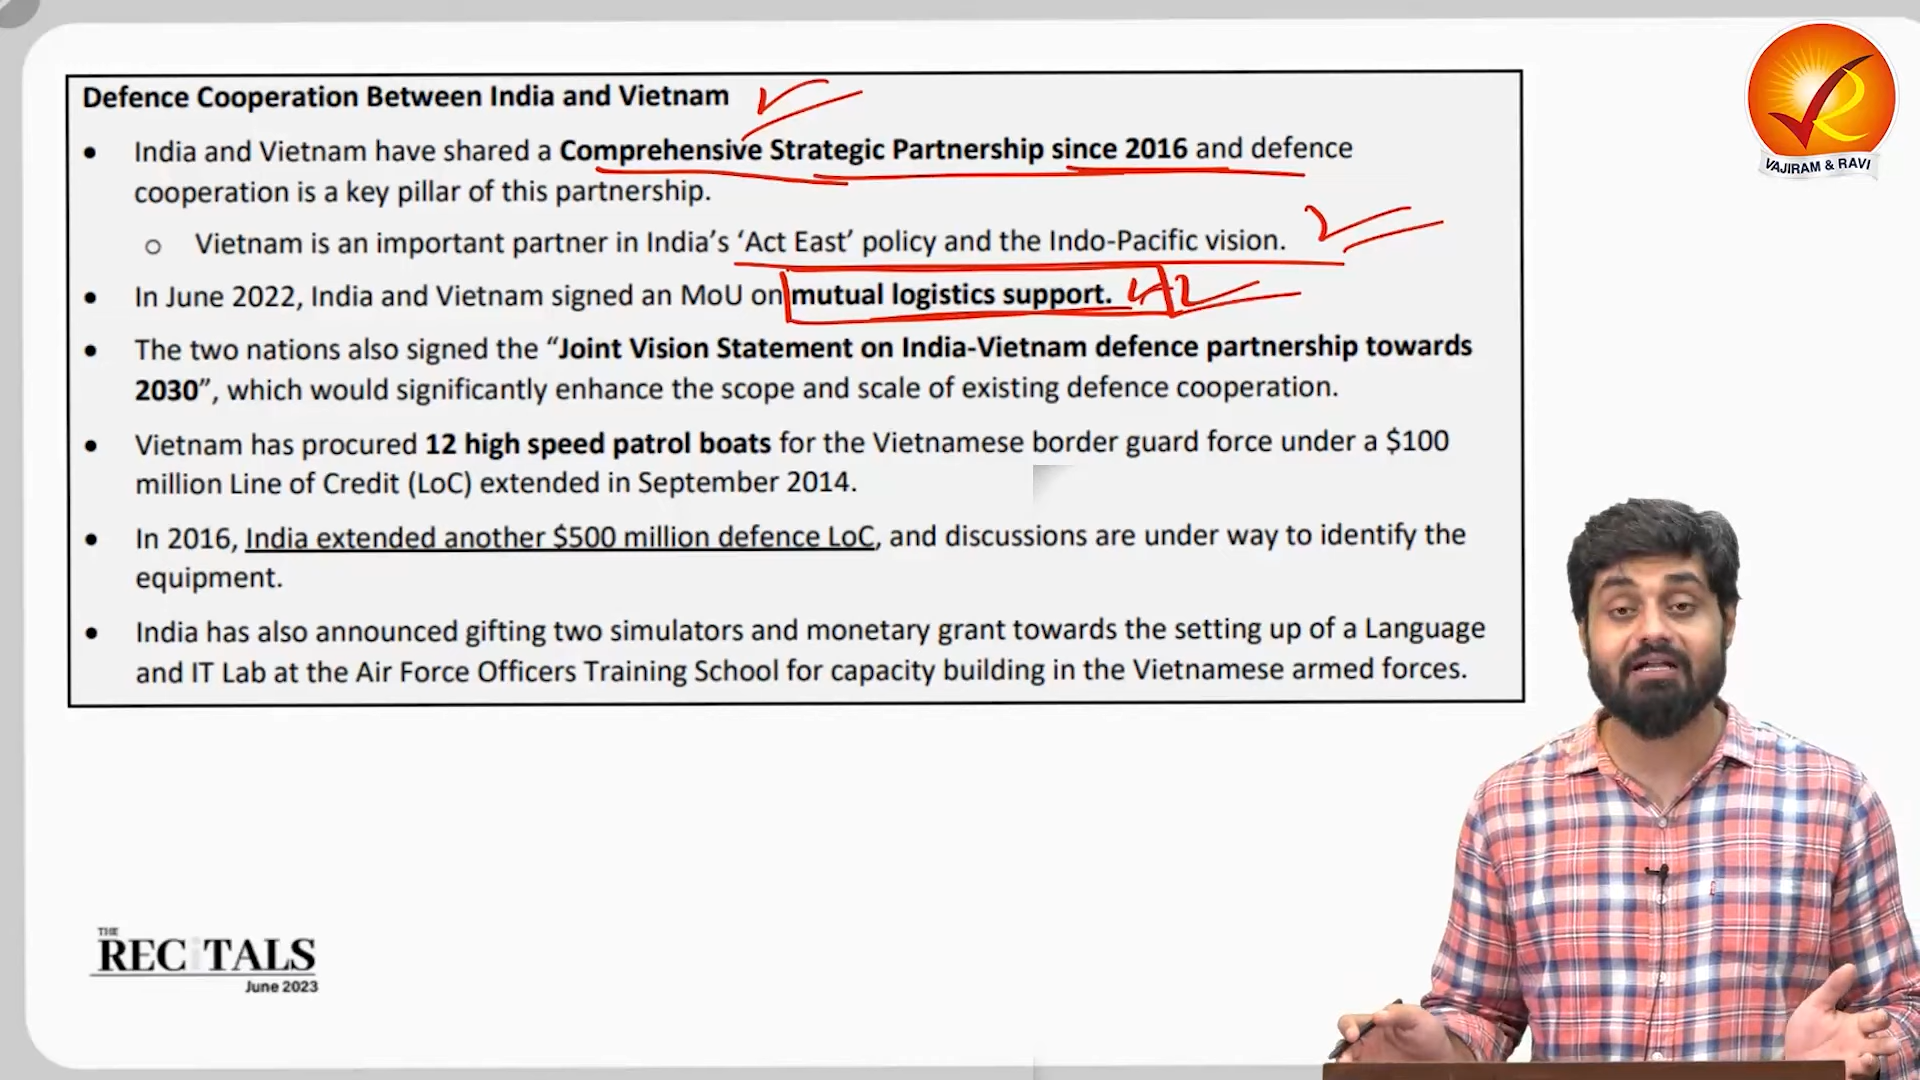 Defence Cooperation Between India and Vietnam
• India and Vietnam have shared a Comprehensive Strategic Partnership since 2016 and defence
cooperation is a key pillar of this partnership.
o Vietnam is an important partner in India's 'Act East' policy and the Indo-Pacific vision.
• In June 2022, India and Vietnam signed an MoU on mutual logistics support.
• The two nations also signed the "Joint Vision Statement on India-Vietnam defence partnership towards
2030", which would significantly enhance the scope and scale of existing defence cooperation.
• Vietnam has procured 12 high speed patrol boats for the Vietnamese border guard force under a $100
million Line of Credit (LoC) extended in September 2014.
• In 2016, India extended another $500 million defence LoC, and discussions are under way to identify the
equipment.
• India has also announced gifting two simulators and monetary grant towards the setting up of a Language
and IT Lab at the Air Force Officers Training School for capacity building in the Vietnamese armed forces.
VAJIRAM & RAVI
THE
RECITALS
June 2023